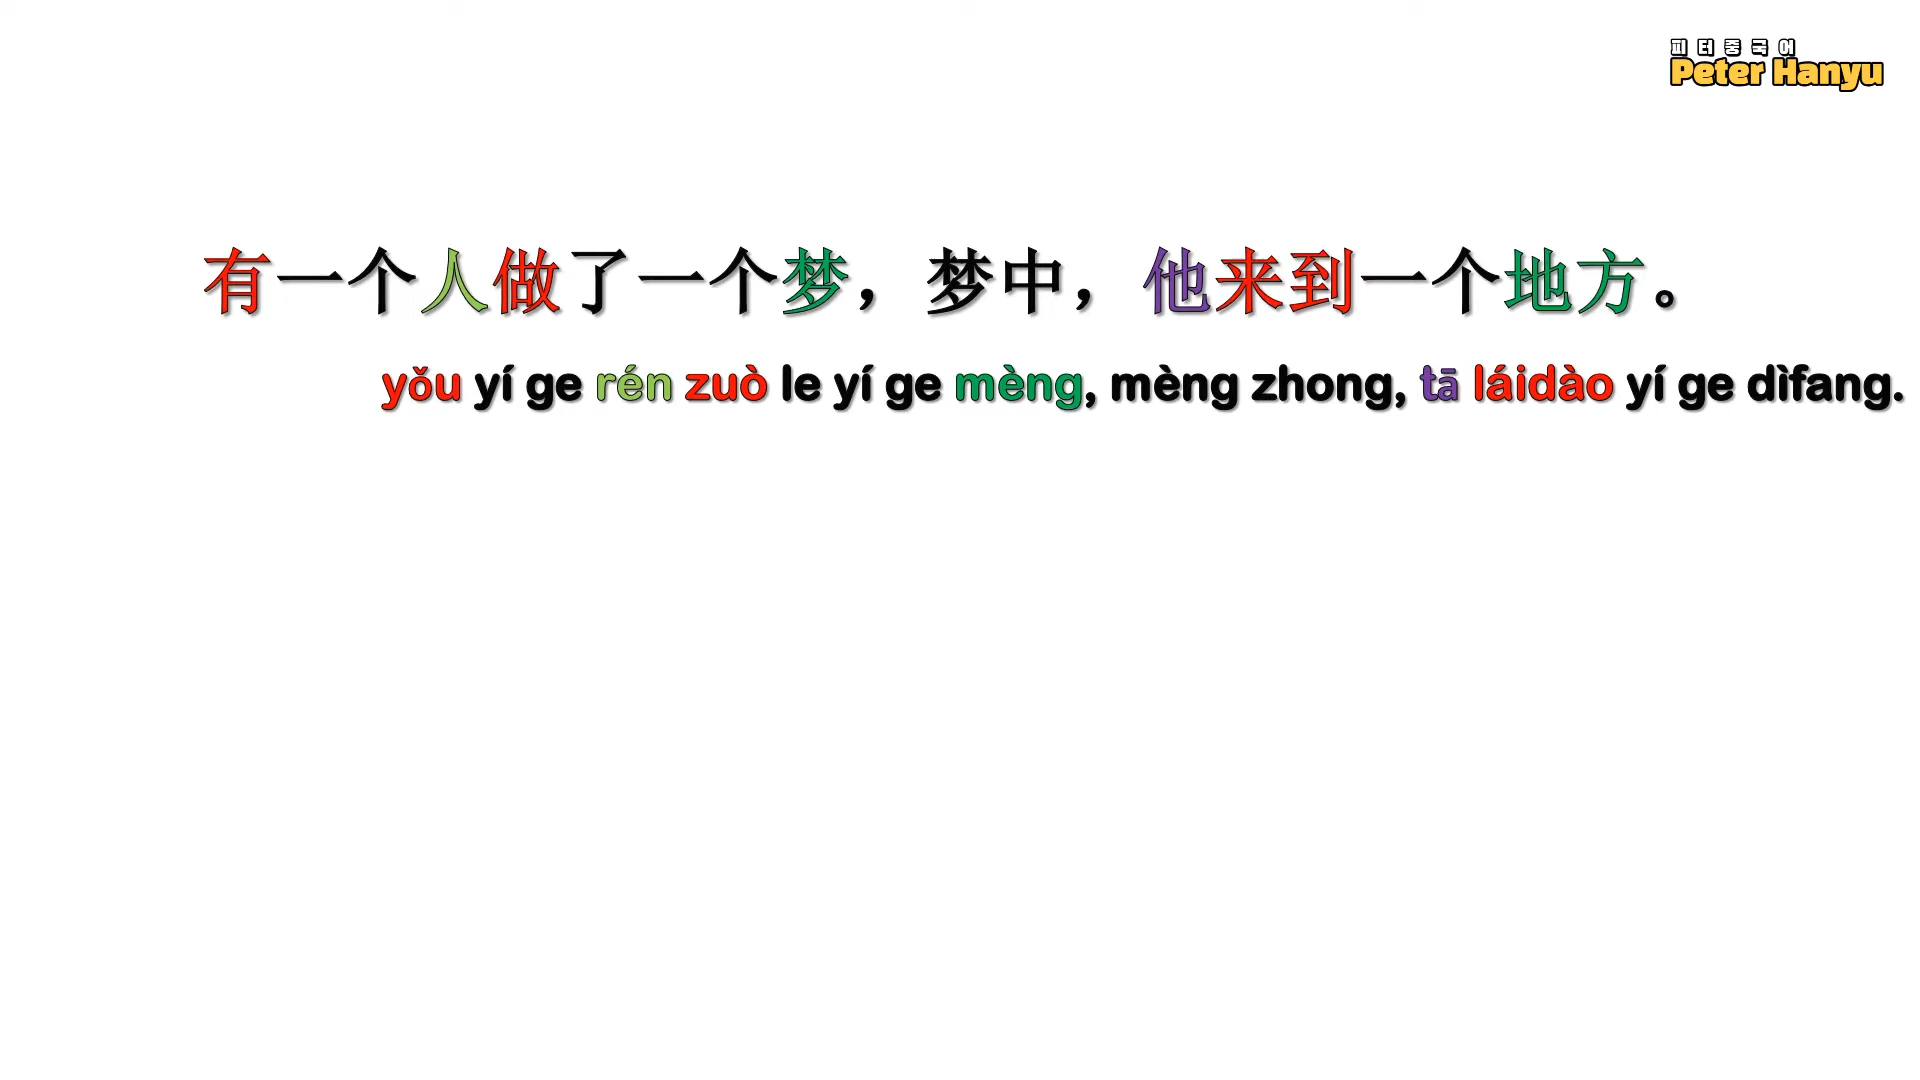 피터중국어
Peter Hanyu
有一个人做了一个梦，梦中，他来到一个地方。
yǒu yí ge rén zuò le yí ge mèng, mèng zhong, tā láidào yí ge dìfang.